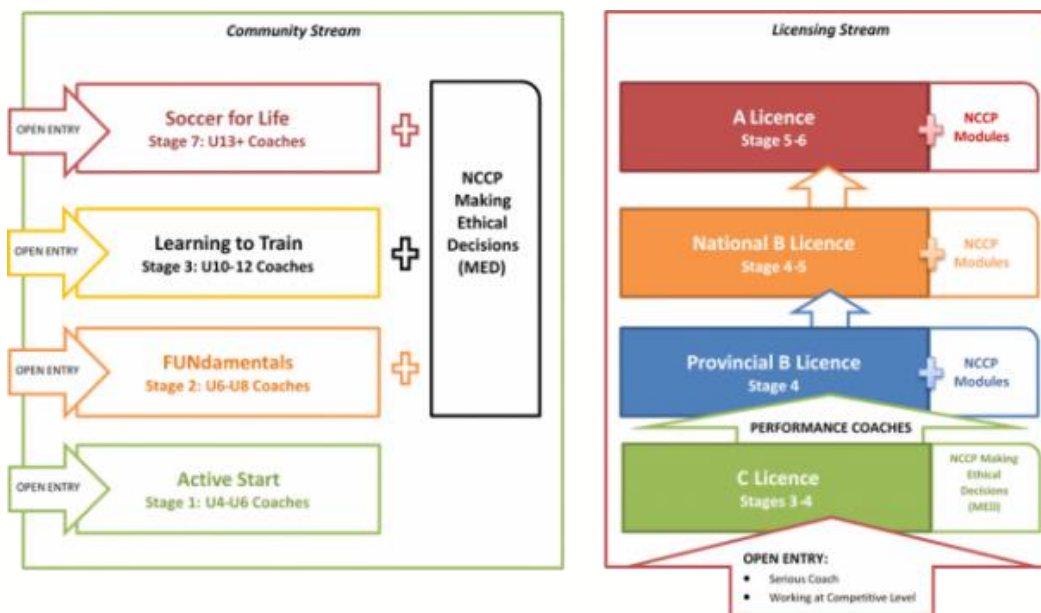 Community Stream
OPEN ENTRY
Soccer for Life
Stage 7: U13+ Coaches
OPEN ENTRY
Learning to Train
Stage 3: U10-12 Coaches
OPEN ENTRY
FUNdamentals
Stage 2: U6-U8 Coaches
OPEN ENTRY
Active Start
Stage 1: U4-U6 Coaches
NCCP
Making
Ethical
Decisions
(MED)
Licensing Stream
A Licence
Stage 5-6
NCCP
Modules
National B Licence
Stage 4-5
NCCP
Modules
Provincial B Licence
Stage 4
NCCP
Modules
PERFORMANCE COACHES
C Licence
Stages 3-4
NCCP Making
Ethical
Decisions
(MED)
OPEN ENTRY:
• Serious Coach
• Working at Competitive Level